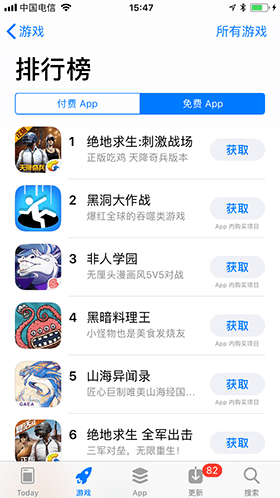 中国电信 15:47
游戏 所有游戏
排行榜
付费 App 免费 App
天降奇兵
1 绝地求生:刺激战场 获取
正版吃鸡 天降奇兵版本
2 黑洞大作战 获取
爆红全球的吞噬类游戏 App 内购买项目
3 非人学园 获取
无厘头漫画风5V5对战 App 内购买项目
4 黑暗料理王 获取
小怪物也是美食发烧友 App 内购买项目
GAEA
5 山海异闻录 获取
匠心巨制唯美山海经国... App 内购买项目
6 绝地求生 全军出击 获取
三军对垒，无限重生！
Today 游戏 App 82 更新 搜索